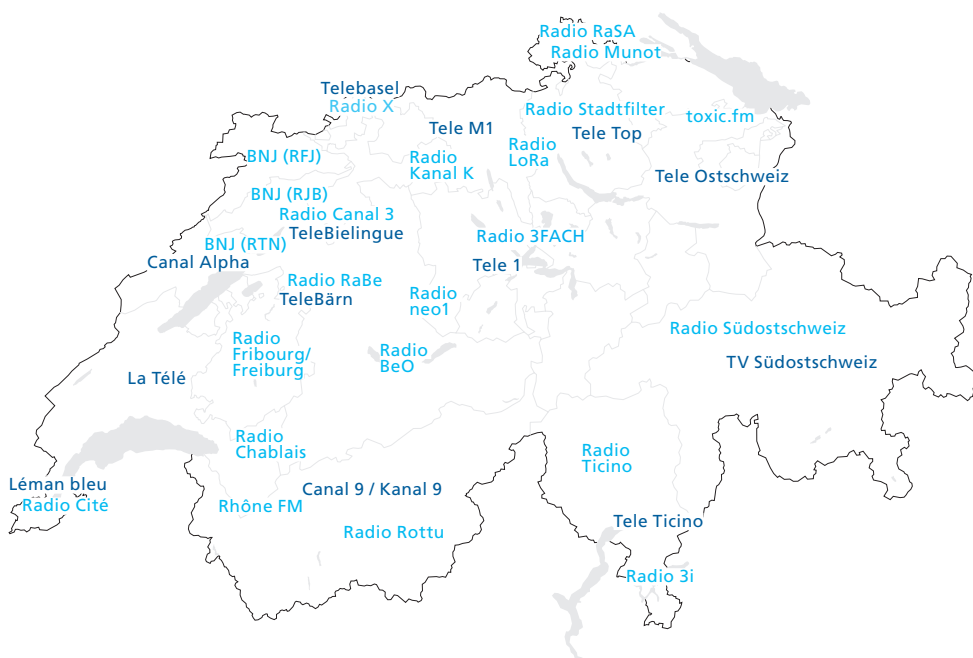 Radio RaSA
Radio Munot
Telebasel
Radio X
Radio Stadtfilter
toxic.fm
Tele M1
Tele Top
Radio
LoRa
BNJ (RFJ)
Radio
Kanal K
Tele Ostschweiz
BNJ (RJB)
Radio Canal 3
TeleBielingue
BNJ (RTN)
Radio 3FACH
Canal Alpha
Tele 1
Radio RaBe
TeleBärn
Radio
neo1
Radio Südostschweiz
Radio
Fribourg/
Freiburg
Radio
BeO
TV Südostschweiz
La Télé
Radio
Chablais
Radio
Ticino
Léman bleu
Radio Cité
Canal 9 / Kanal 9
Rhône FM
Tele Ticino
Radio Rottu
Radio 3i